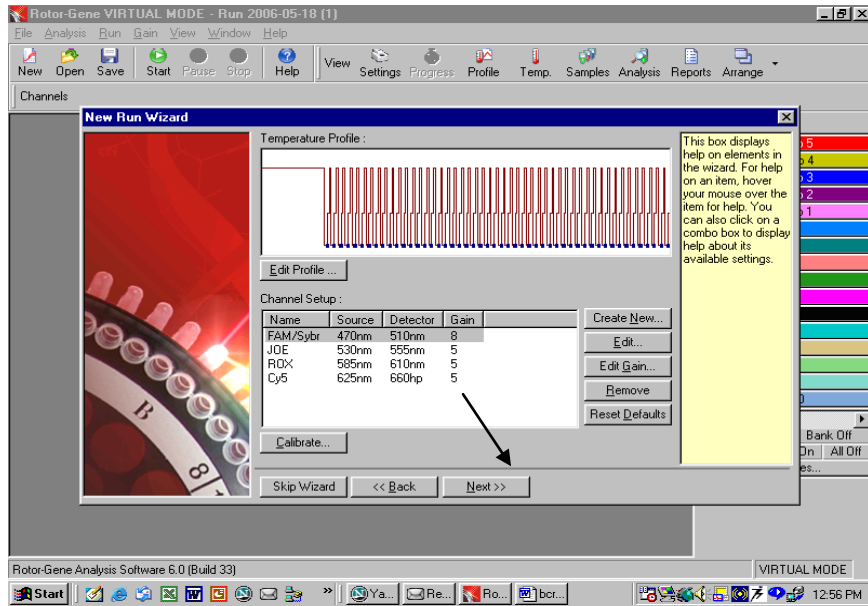 Rotor-Gene VIRTUAL MODE - Run 2006-05-18 (1)
File Analysis Run Gain View Window Help
New Open Save Start Pause Stop Help View Settings Progress Profile Temp. Samples Analysis Reports Arrange
Channels
New Run Wizard
Temperature Profile :
Edit Profile ...
Channel Setup :
Name Source Detector Gain
FAM/Sybr 470nm 510nm 8
JOE 530nm 555nm 5
ROX 585nm 610nm 5
Cy5 625nm 660hp 5
Create New...
Edit...
Edit Gain...
Remove
Reset Defaults
Calibrate...
Skip Wizard << Back Next >>
This box displays
help on elements in
the wizard. For help
on an item, hover
your mouse over the
item for help. You
can also click on a
combo box to display
help about its
available settings.
B
8
1
5
4
3
2
1
Bank Off
On All Off
es...
Rotor-Gene Analysis Software 6.0 (Build 33) VIRTUAL MODE
Start Ya... Re... Ro... bcr... 12:56 PM